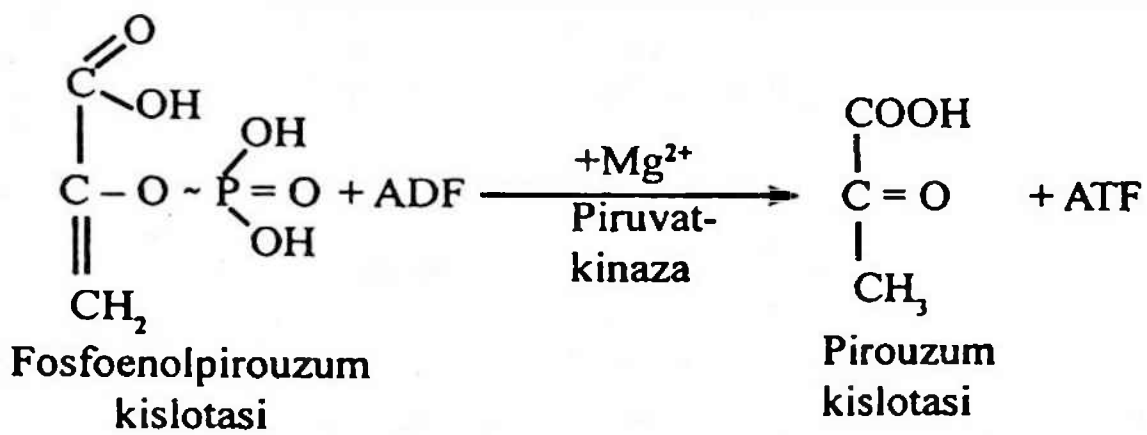 O
C
OH
OH
C – O ~ P = O + ADF
OH
CH₂
Fosfoenolpirouzum
kislotasi
+Mg²⁺
Piruvat-
kinaza
COOH
C = O
CH₃
+ ATF
Pirouzum
kislotasi